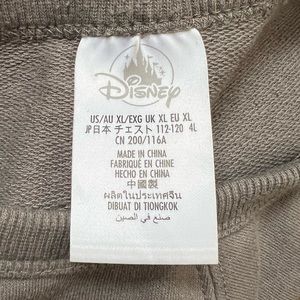 DISNEY
US/AU XL/EXG UK XL EU XL
JP日本 チェスト 112-120 4L
CN 200/116A
MADE IN CHINA
FABRIQUÉ EN CHINE
HECHO EN CHINA
中國製
ผลิตในประเทศจีน
DIBUAT DI TIONGKOK
صنع في الصين